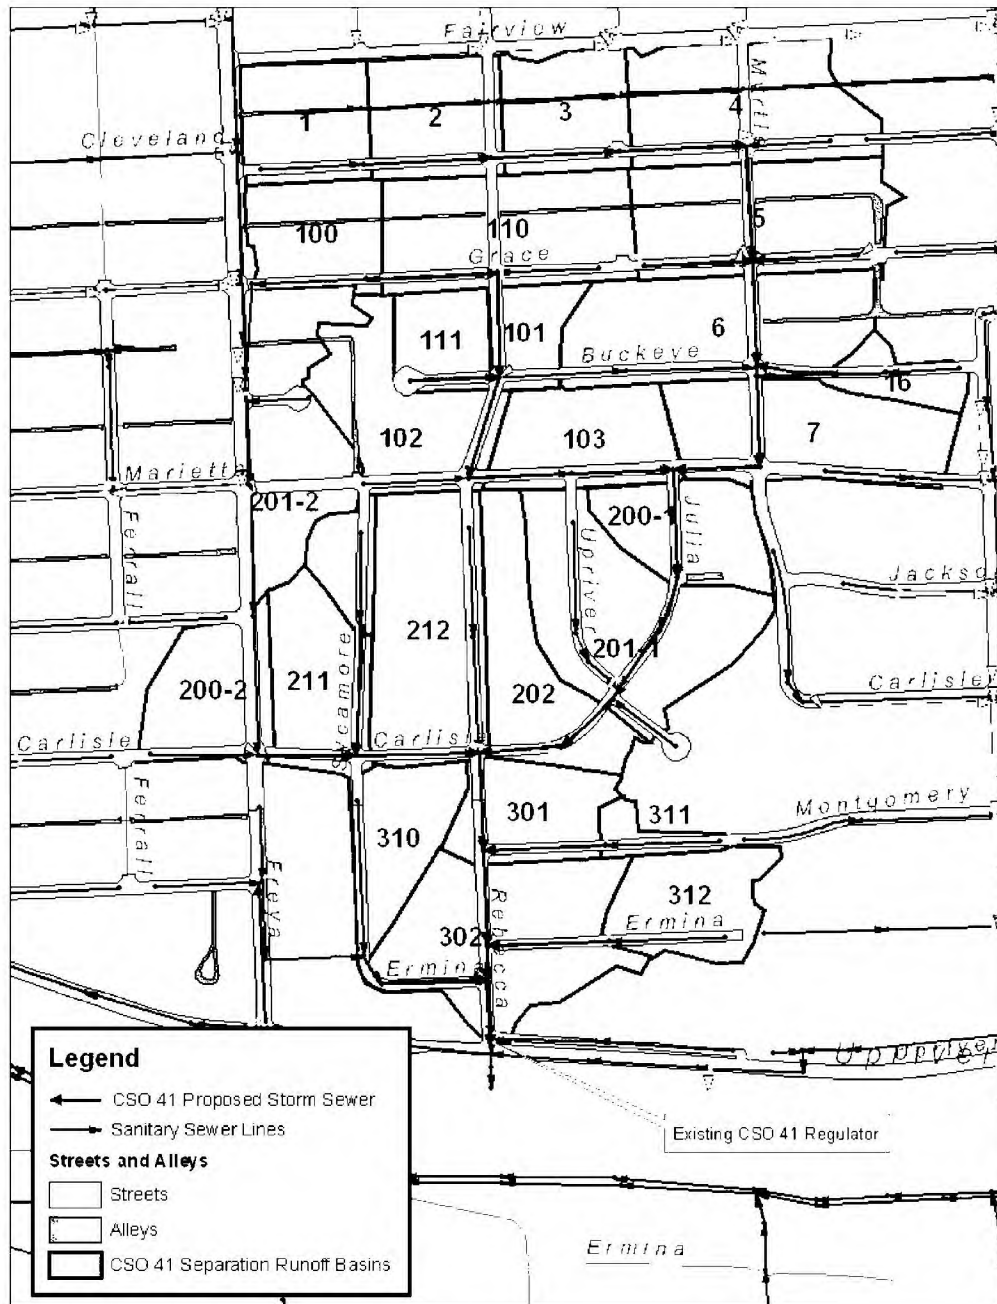 Fairview
Myrtle
1
2
3
4
Cleveland
5
100
110
Grace
6
111
101
Buckeye
16
102
103
7
Marietta
201-2
200-1
Julia
Ferrall
Upriver
Jackson
212
Sycamore
201-1
200-2
211
202
Carlisle
Carlisle
Carlisle
Montgomery
301
311
310
Ferrall
Freya
312
Rebecca
Ermina
302
Ermina
Legend
CSO 41 Proposed Storm Sewer
Sanitary Sewer Lines
Streets and Alleys
Streets
Alleys
CSO 41 Separation Runoff Basins
Existing CSO 41 Regulator
Ermina